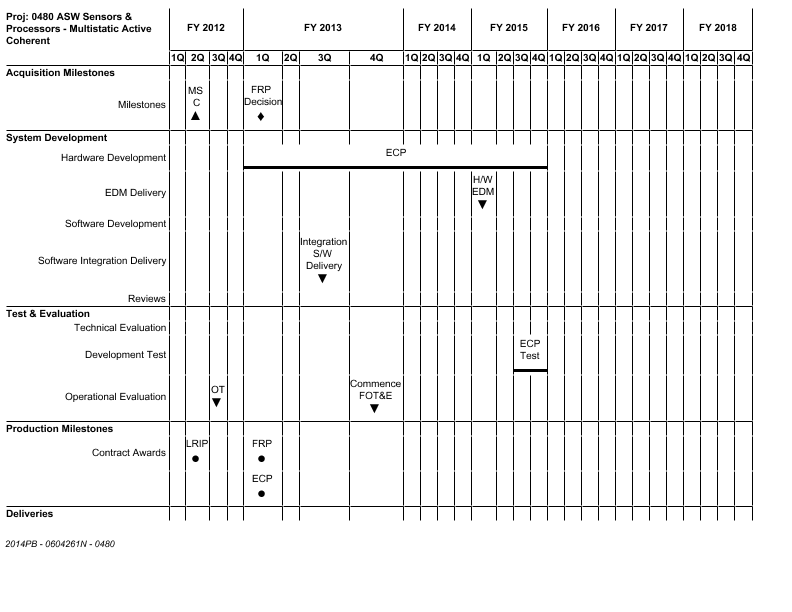 Proj: 0480 ASW Sensors &
Processors - Multistatic Active
Coherent
FY 2012 FY 2013 FY 2014 FY 2015 FY 2016 FY 2017 FY 2018
1Q 2Q 3Q 4Q 1Q 2Q 3Q 4Q 1Q 2Q 3Q 4Q 1Q 2Q 3Q 4Q 1Q 2Q 3Q 4Q 1Q 2Q 3Q 4Q 1Q 2Q 3Q 4Q
Acquisition Milestones
Milestones
MS
C
FRP
Decision
System Development
Hardware Development
ECP
EDM Delivery
H/W
EDM
Software Development
Software Integration Delivery
Integration
S/W
Delivery
Reviews
Test & Evaluation
Technical Evaluation
Development Test
ECP
Test
Operational Evaluation
OT
Commence
FOT&E
Production Milestones
Contract Awards
LRIP FRP
ECP
Deliveries
2014PB - 0604261N - 0480